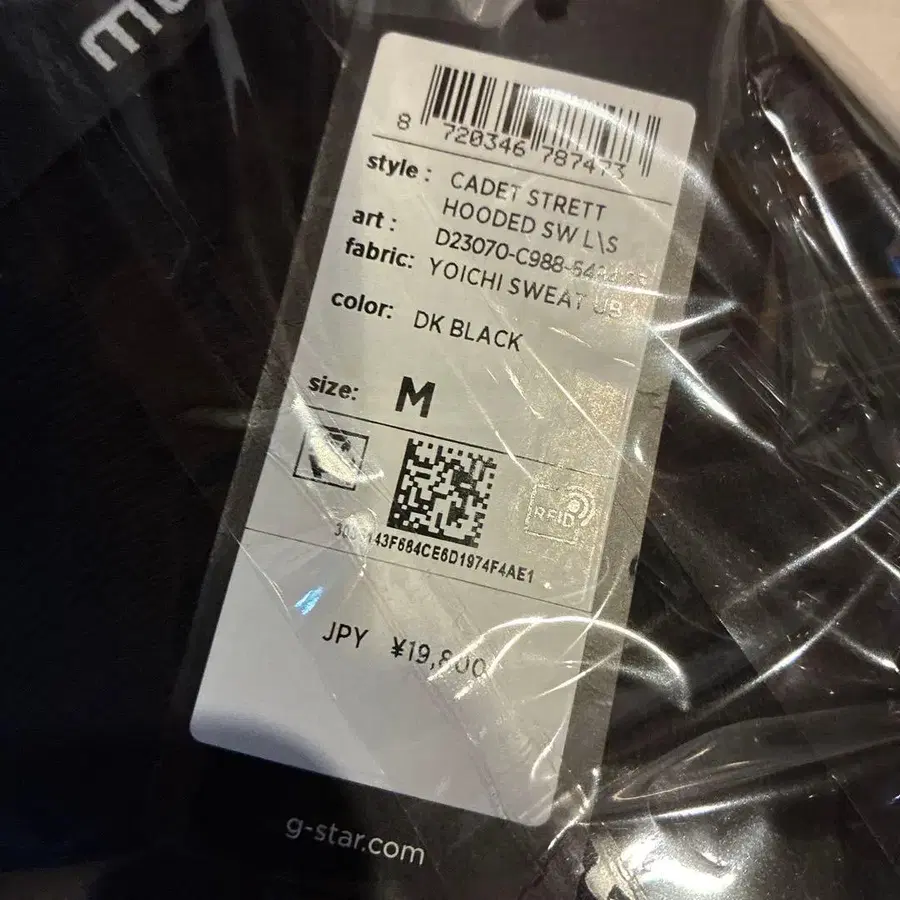 8 720346 787473
style: CADET STRETT
HOODED SW L\S
art: D23070-C988-
fabric: YOICHI SWEAT
color: DK BLACK
size: M
RFID
JPY ¥19,800
g-star.com